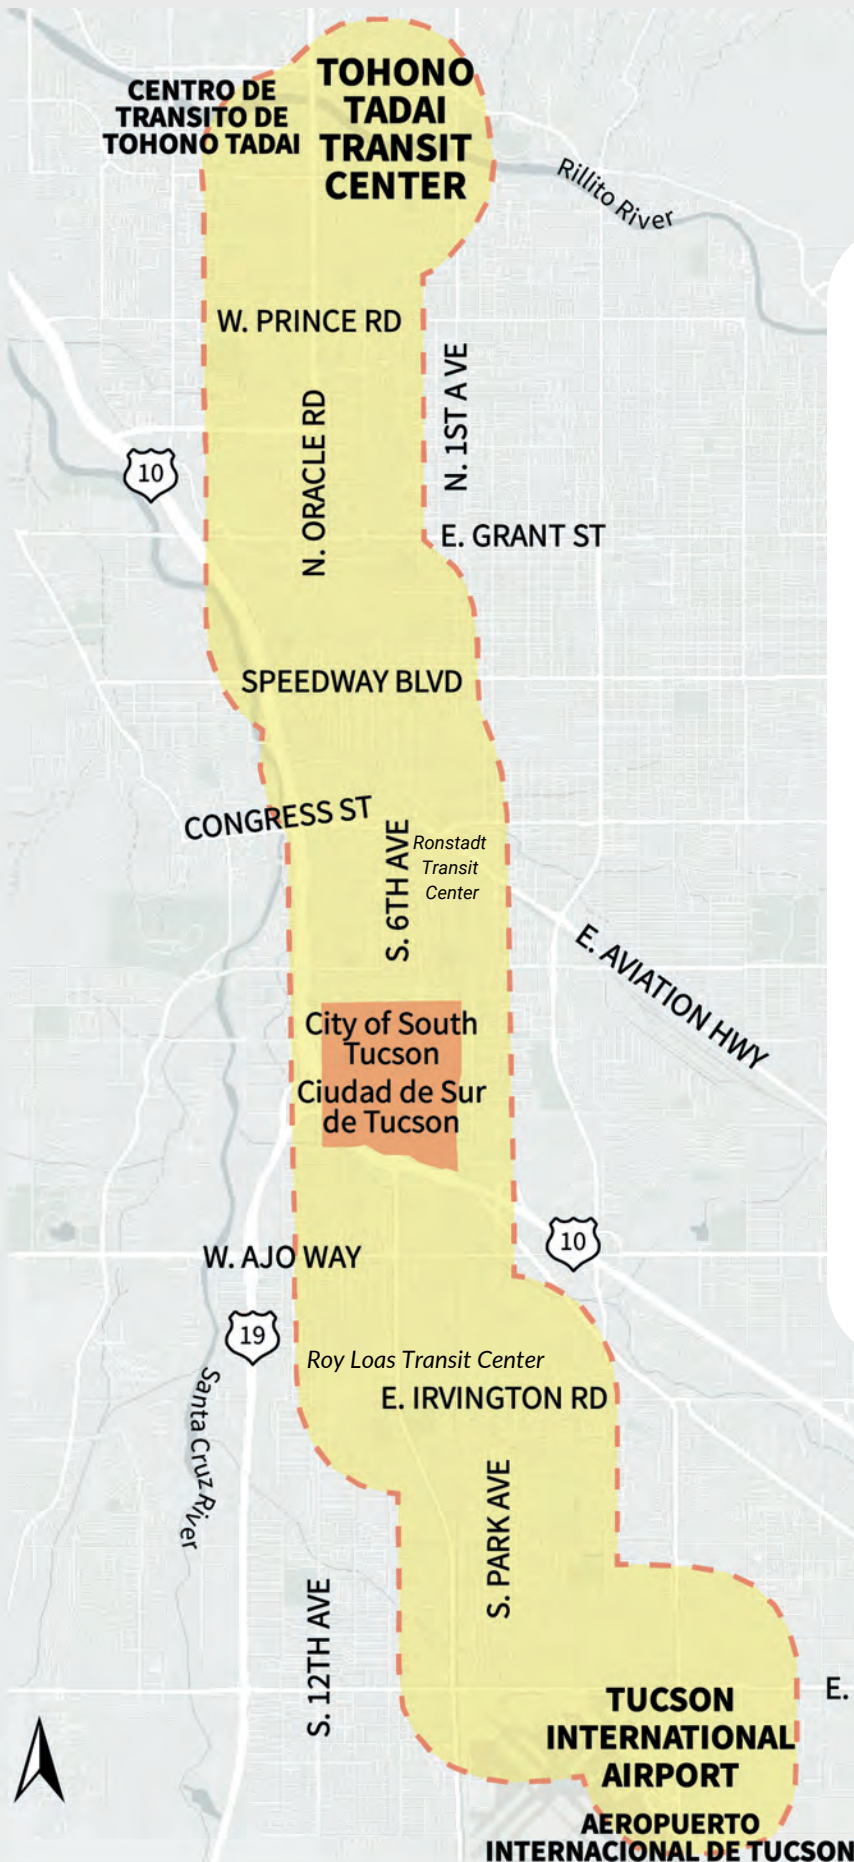 TOHONO
TADAI
TRANSIT
CENTER
CENTRO DE
TRANSITO DE
TOHONO TADAI
Rillito River
W. PRINCE RD
N. 1ST A VE
N. ORACLE RD
10
E. GRANT ST
SPEEDWAY BLVD
CONGRESS ST
S. 6TH AVE
Ronstadt
Transit
Center
E. AVIATION HWY
City of South
Tucson
Ciudad de Sur
de Tucson
10
W. AJO WAY
19
Roy Loas Transit Center
E. IRVINGTON RD
Santa Cruz River
S. PARK AVE
S. 12TH AVE
E.
TUCSON
INTERNATIONAL
AIRPORT
AEROPUERTO
INTERNACIONAL DE TUCSON